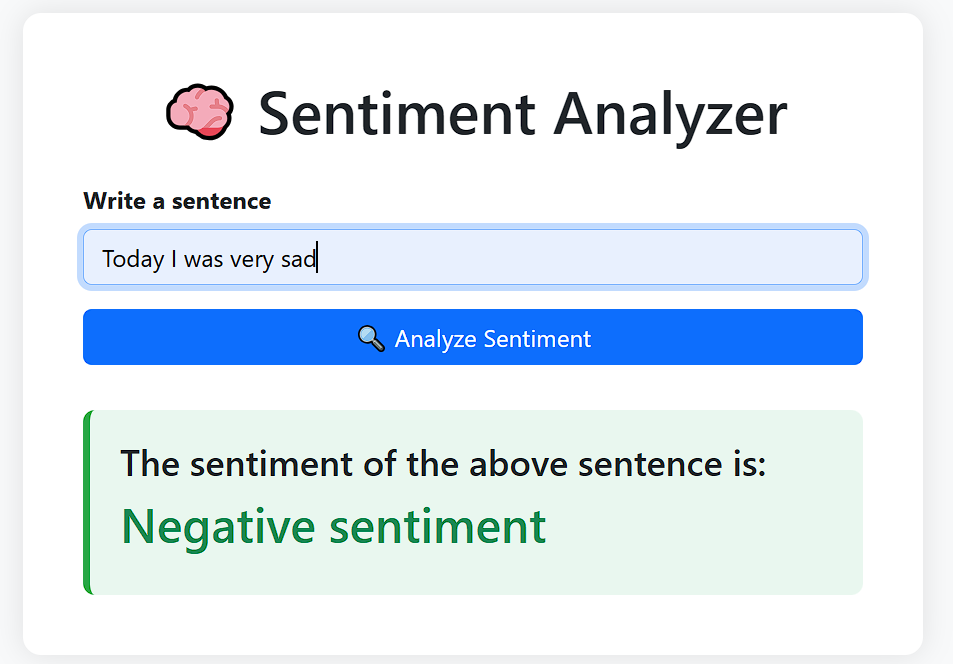 Sentiment Analyzer
Write a sentence
Today I was very sad
Analyze Sentiment
The sentiment of the above sentence is:
Negative sentiment